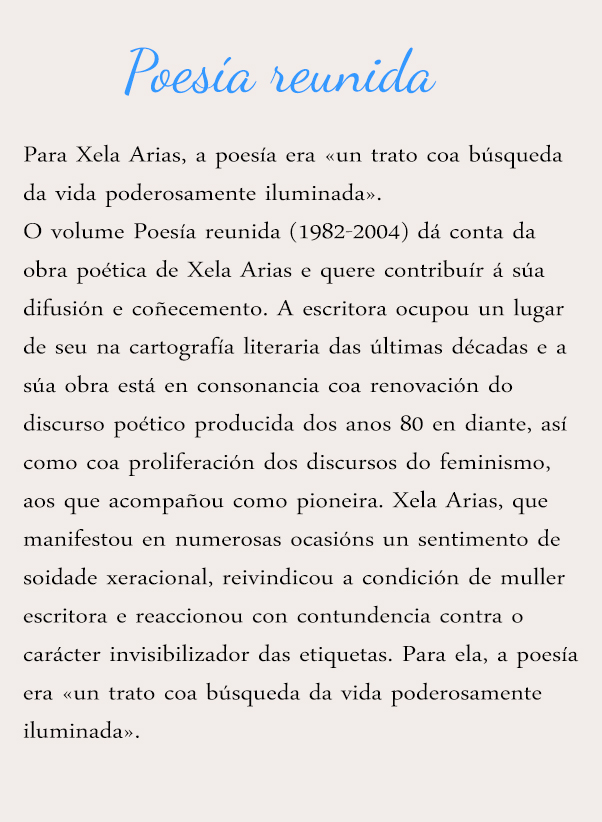 Poesía reunida
Para Xela Arias, a poesía era «un trato coa búsqueda
da vida poderosamente iluminada».
O volume Poesía reunida (1982-2004) dá conta da
obra poética de Xela Arias e quere contribuír á súa
difusión e coñecemento. A escritora ocupou un lugar
de seu na cartografía literaria das últimas décadas e a
súa obra está en consonancia coa renovación do
discurso poético producida dos anos 80 en diante, así
como coa proliferación dos discursos do feminismo,
aos que acompañou como pioneira. Xela Arias, que
manifestou en numerosas ocasións un sentimento de
soidade xeracional, reivindicou a condición de muller
escritora e reaccionou con contundencia contra o
carácter invisibilizador das etiquetas. Para ela, a poesía
era «un trato coa búsqueda da vida poderosamente
iluminada».